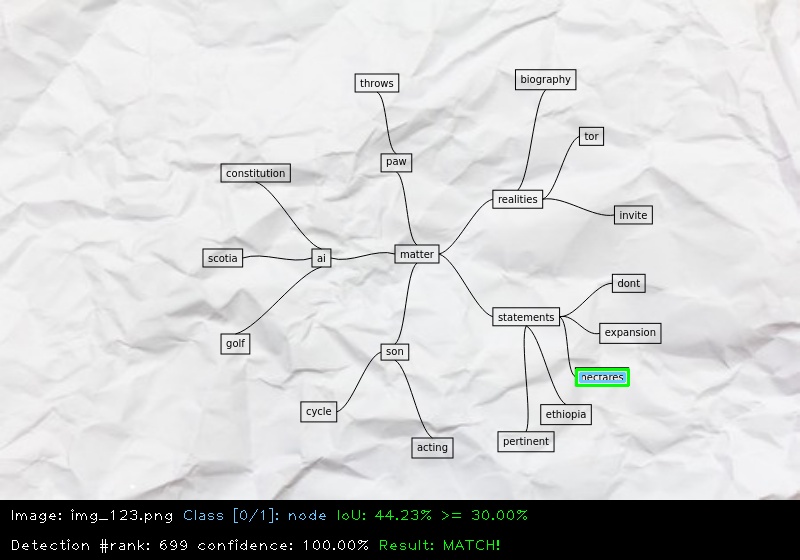 biography
throws
tor
paw
constitution
realities
invite
matter
scotia
ai
dont
statements
expansion
golf
son
hectares
cycle
ethiopia
pertinent
acting
Image: img_123.png Class [0/1]: node IoU: 44.23% >= 30.00%
Detection #rank: 699 confidence: 100.00% Result: MATCH!